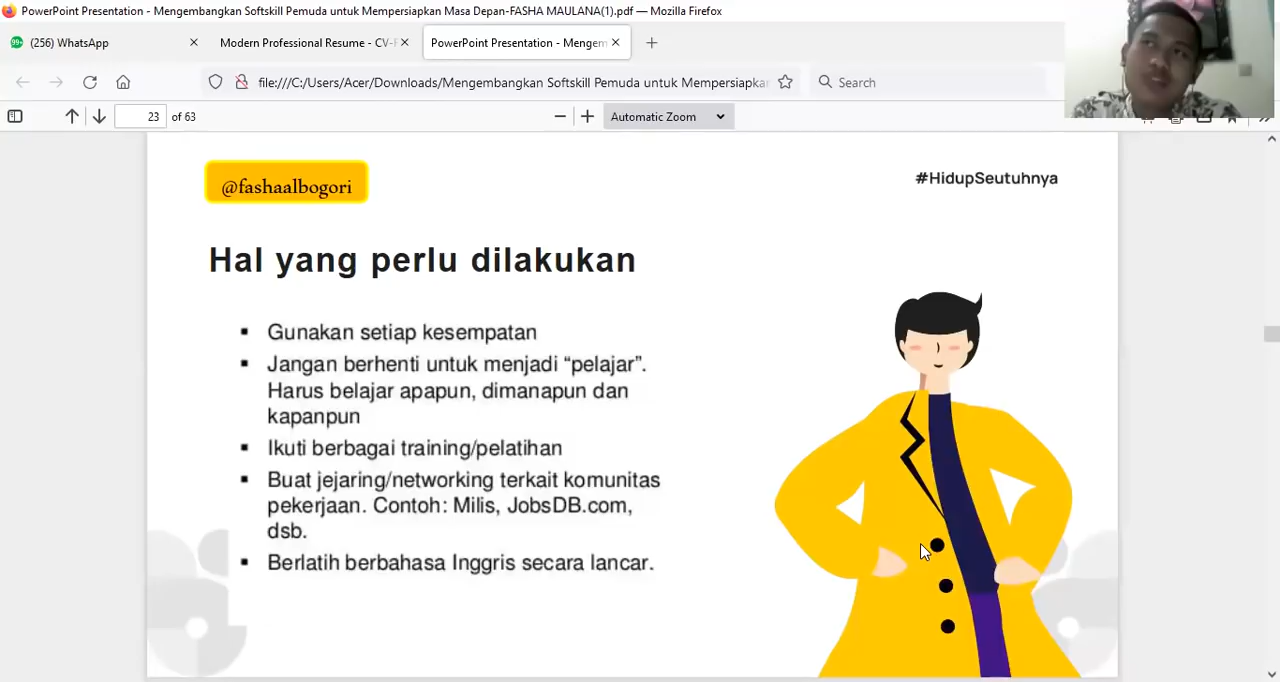 PowerPoint Presentation - Mengembangkan Softskill Pemuda untuk Mempersiapkan Masa Depan-FASHA MAULANA(1).pdf — Mozilla Firefox
99+ (256) WhatsApp
Modern Professional Resume - CV-F
PowerPoint Presentation - Mengem
file:///C:/Users/Acer/Downloads/Mengembangkan Softskill Pemuda untuk Mempersiapka
Search
23 of 63
Automatic Zoom
@fashaalbogori
#HidupSeutuhnya
Hal yang perlu dilakukan
▪ Gunakan setiap kesempatan
▪ Jangan berhenti untuk menjadi “pelajar”.
Harus belajar apapun, dimanapun dan
kapanpun
▪ Ikuti berbagai training/pelatihan
▪ Buat jejaring/networking terkait komunitas
pekerjaan. Contoh: Milis, JobsDB.com,
dsb.
▪ Berlatih berbahasa Inggris secara lancar.